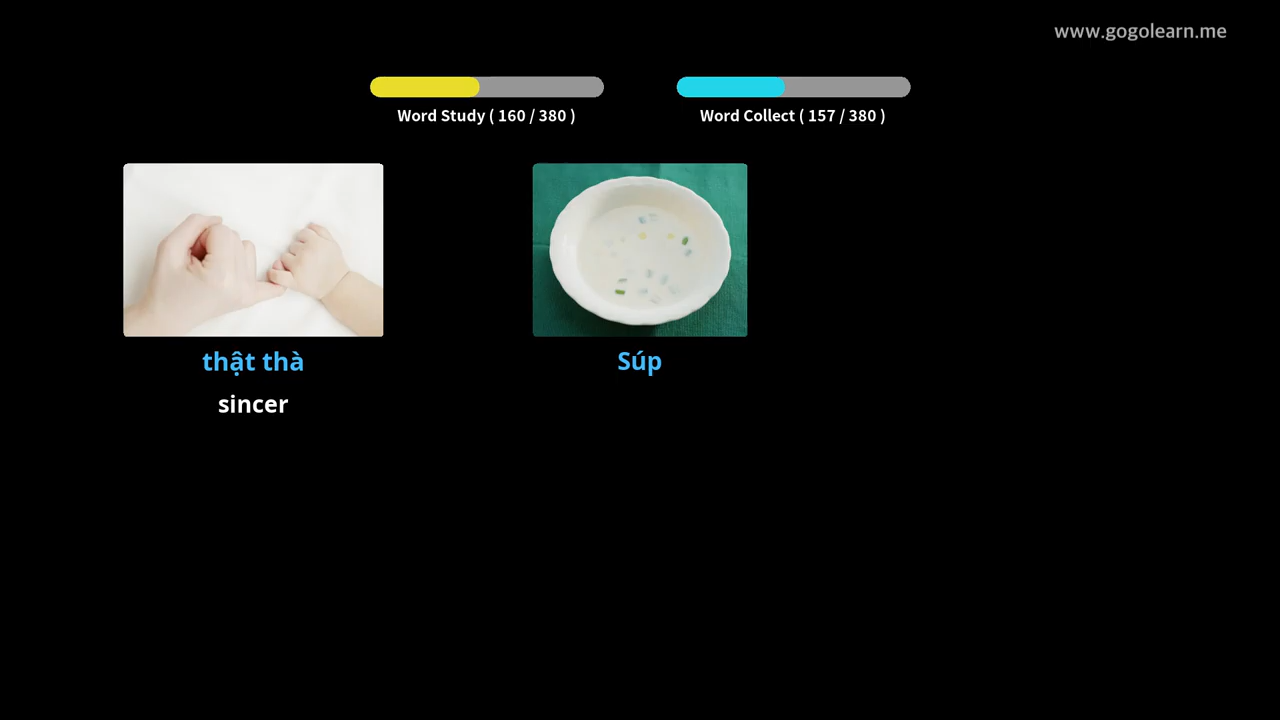 www.gogolearn.me
Word Study ( 160 / 380 )
Word Collect ( 157 / 380 )
thật thà
Súp
sincer